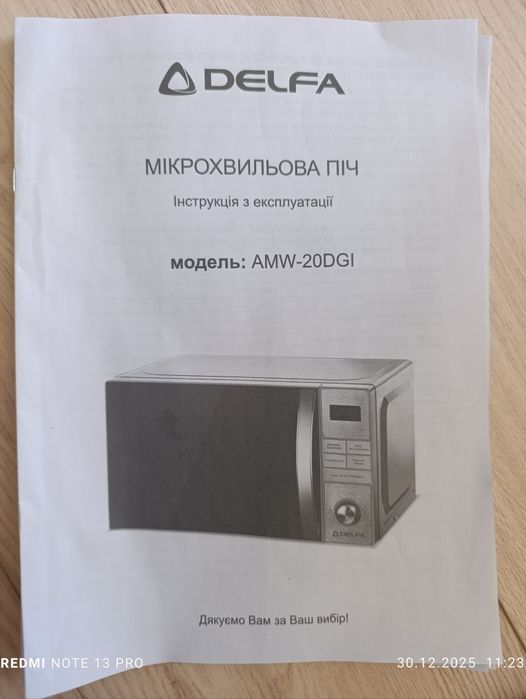 DELFA
МІКРОХВИЛЬОВА ПІЧ
Інструкція з експлуатації
модель: AMW-20DGI
DELFA
Дякуємо Вам за Ваш вибір!
REDMI NOTE 13 PRO
30.12.2025 11:23